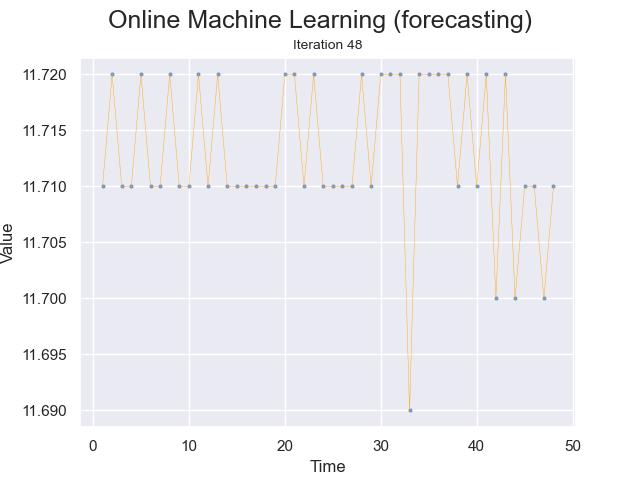 Online Machine Learning (forecasting)
Iteration 48
11.720
11.715
11.710
11.705
11.700
11.695
11.690
Value
0 10 20 30 40 50
Time